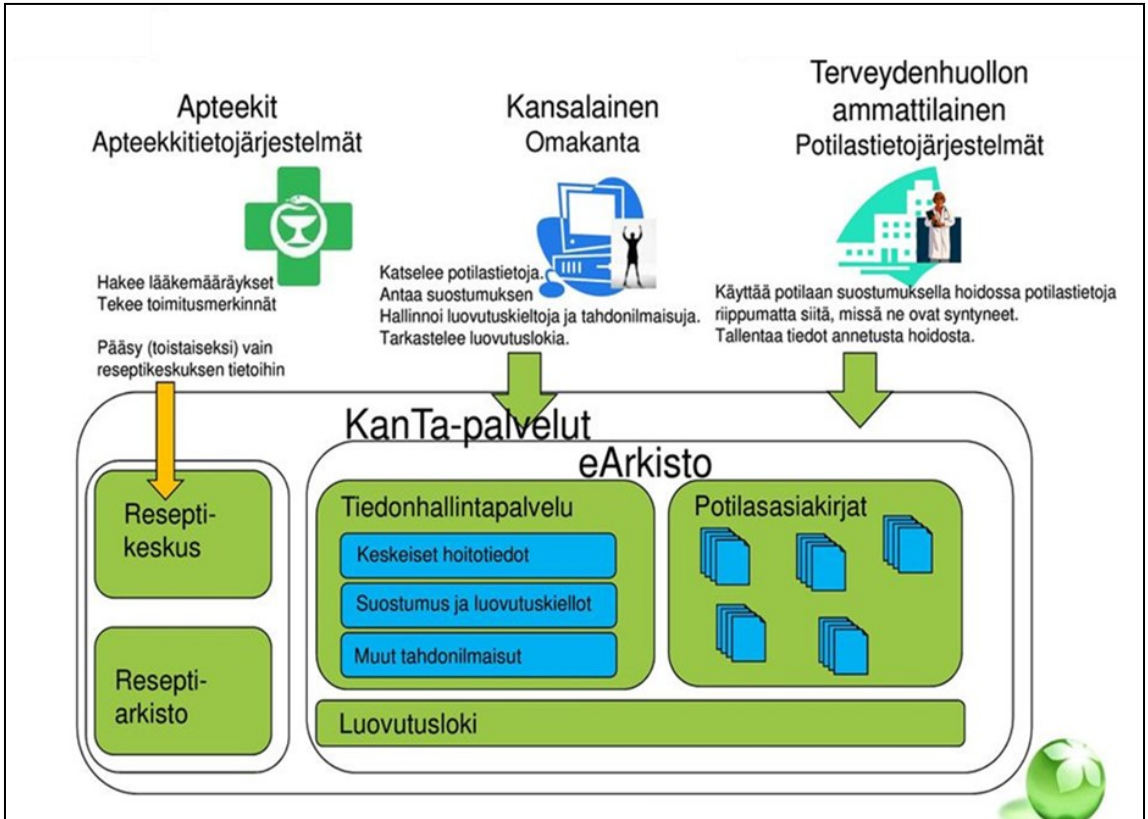 Apteekit
Apteekkitietojärjestelmät
Hakee lääkemääräykset
Tekee toimitusmerkinnät
Pääsy (toistaiseksi) vain
reseptikeskuksen tietoihin
Kansalainen
Omakanta
Katselee potilastietoja.
Antaa suostumuksen
Hallinnoi luovutuskieltoja ja tahdonilmaisuja.
Tarkastelee luovutuslokia.
Terveydenhuollon
ammattilainen
Potilastietojärjestelmät
Käyttää potilaan suostumuksella hoidossa potilastietoja
riippumatta siitä, missä ne ovat syntyneet.
Tallentaa tiedot annetusta hoidosta.
KanTa-palvelut
eArkisto
Resepti-
keskus
Resepti-
arkisto
Tiedonhallintapalvelu
Keskeiset hoitotiedot
Suostumus ja luovutuskiellot
Muut tahdonilmaisut
Potilasasiakirjat
Luovutusloki